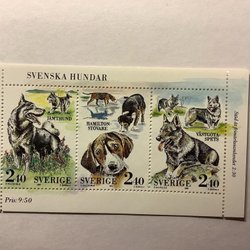 SVENSKA HUNDAR
JÄMTHUND
HAMILTON-
STÖVARE
VÄSTGÖTA-
SPETS
2.40 SVERIGE 2.40
SVERIGE
SVERIGE 2.40
Pris: 9:50